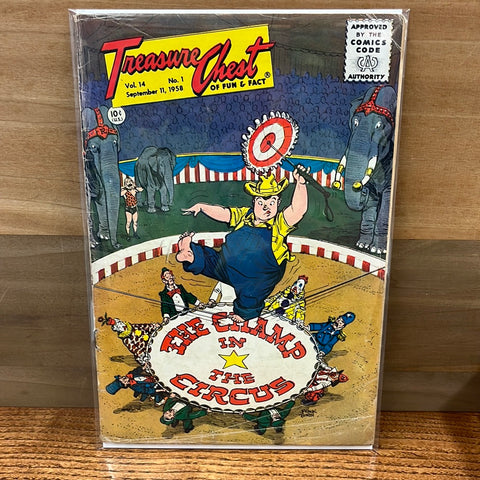 Treasure Chest®
OF FUN & FACT
Vol. 14 No. 1
September 11, 1958
10¢
(U.S.)
APPROVED
BY THE
COMICS
CODE
CA
AUTHORITY
THE CHAMP
IN
THE
CIRCUS